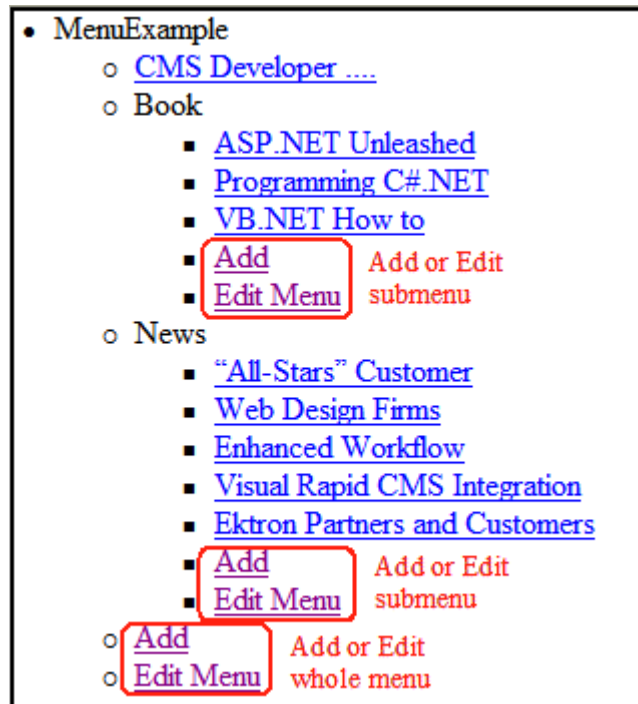 MenuExample
CMS Developer ....
Book
ASP.NET Unleashed
Programming C#.NET
VB.NET How to
Add
Edit Menu
Add or Edit
submenu
News
“All-Stars” Customer
Web Design Firms
Enhanced Workflow
Visual Rapid CMS Integration
Ektron Partners and Customers
Add
Edit Menu
Add or Edit
submenu
Add
Edit Menu
Add or Edit
whole menu